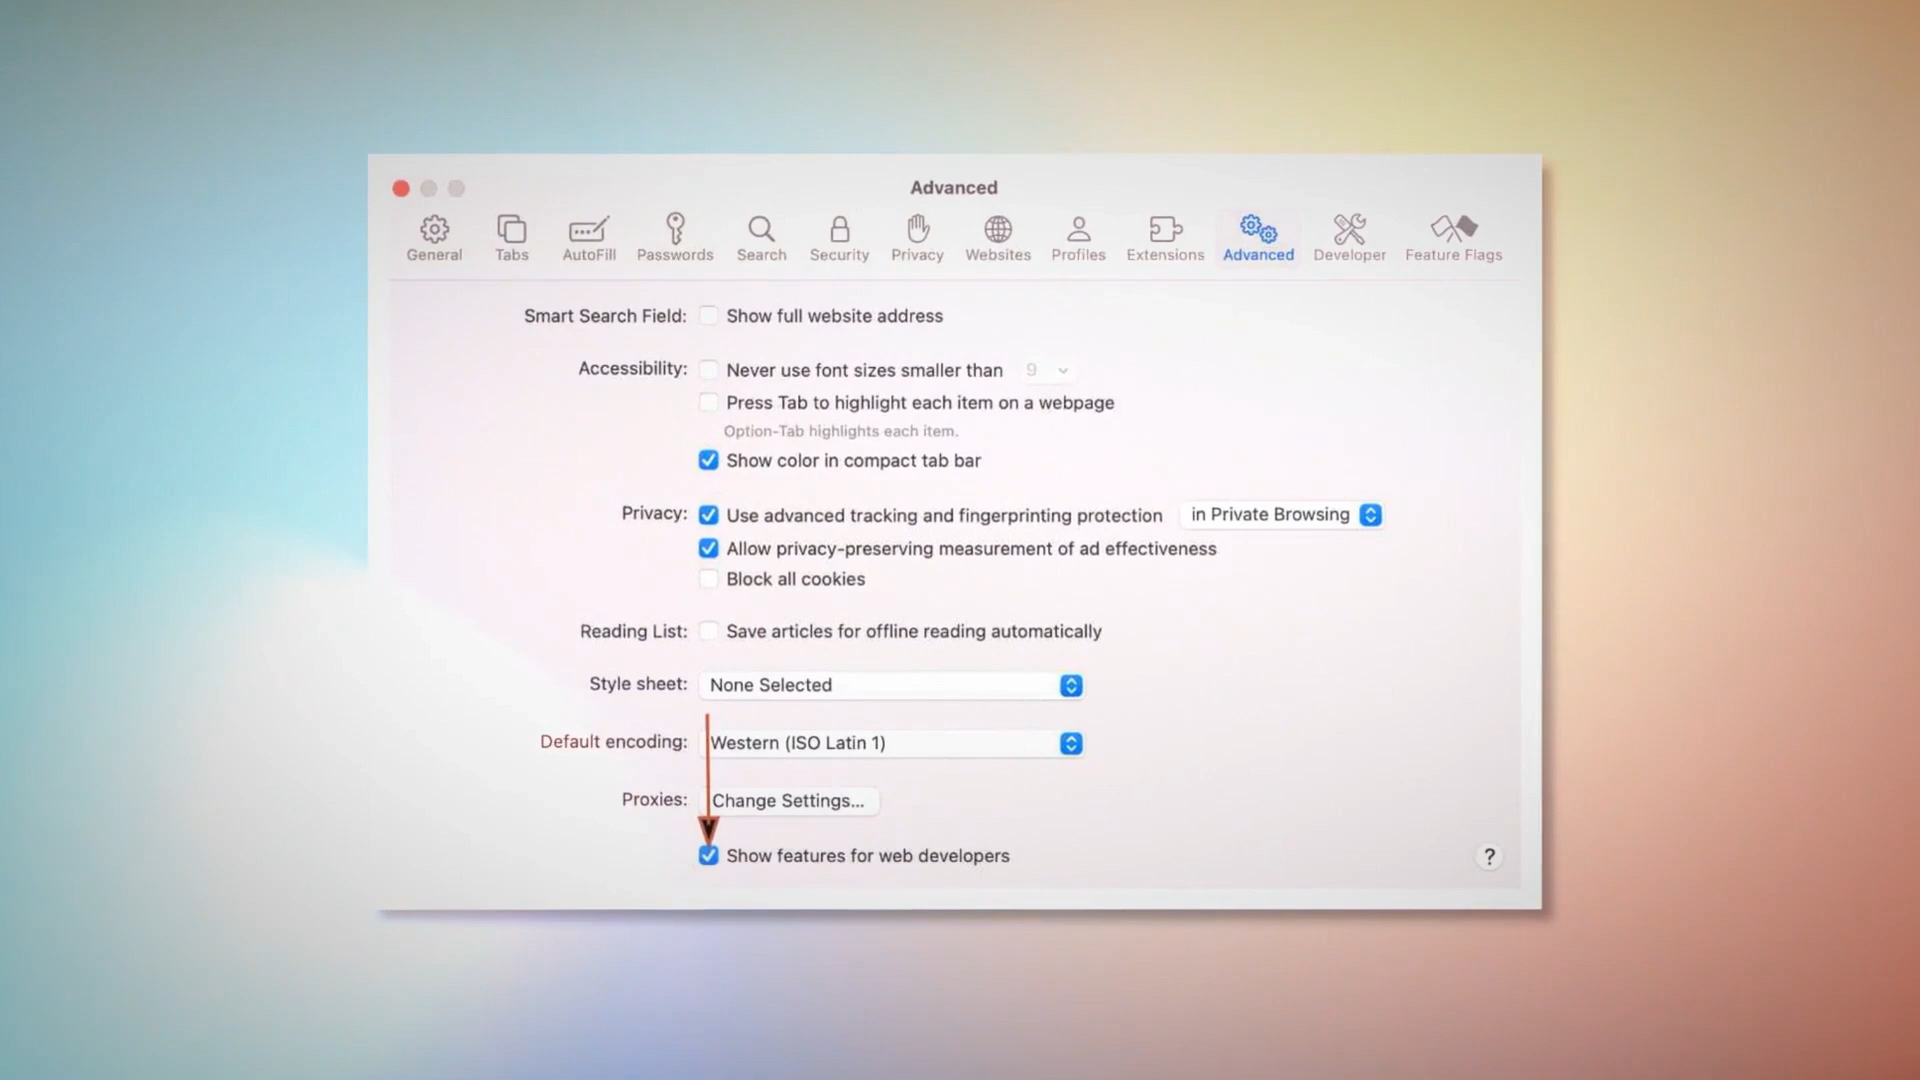 Advanced
General Tabs AutoFill Passwords Search Security Privacy Websites Profiles Extensions Advanced Developer Feature Flags
Smart Search Field: Show full website address
Accessibility: Never use font sizes smaller than 9
Press Tab to highlight each item on a webpage
Option-Tab highlights each item.
Show color in compact tab bar
Privacy: Use advanced tracking and fingerprinting protection in Private Browsing
Allow privacy-preserving measurement of ad effectiveness
Block all cookies
Reading List: Save articles for offline reading automatically
Style sheet: None Selected
Default encoding: Western (ISO Latin 1)
Proxies: Change Settings...
Show features for web developers ?